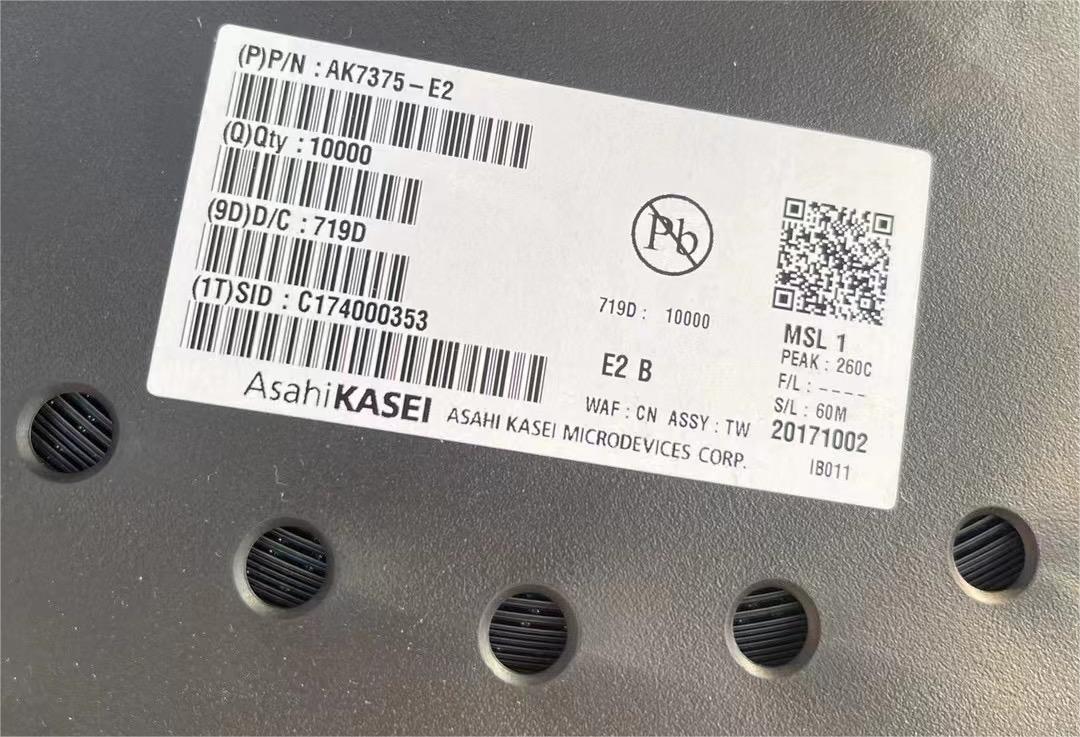 (P)P/N : AK7375-E2
(Q)Qty : 10000
(9D)D/C : 719D
(1T)SID : C174000353
AsahiKASEI ASAHI KASEI MICRODEVICES CORP.
Pb
719D : 10000
E2 B
WAF : CN ASSY : TW
MSL 1
PEAK : 260C
F/L : ----
S/L : 60M
20171002
IB011